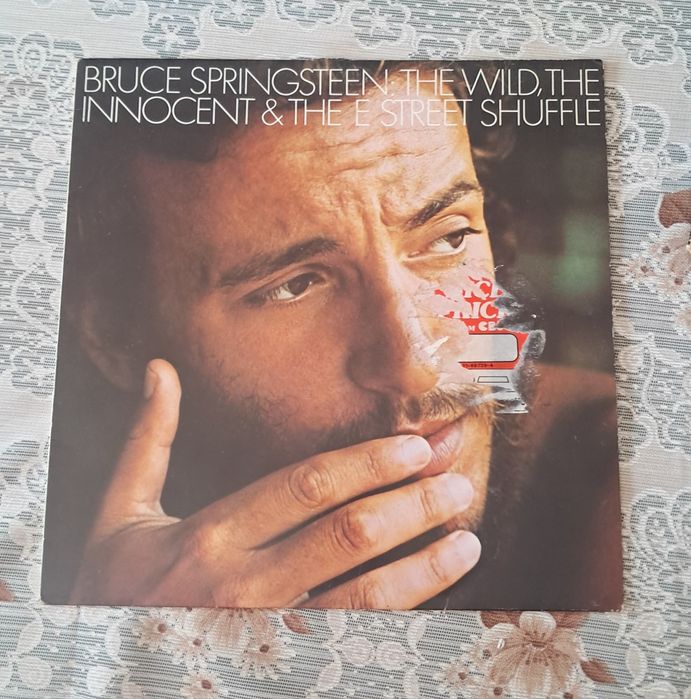 BRUCE SPRINGSTEEN: THE WILD, THE
INNOCENT & THE E STREET SHUFFLE